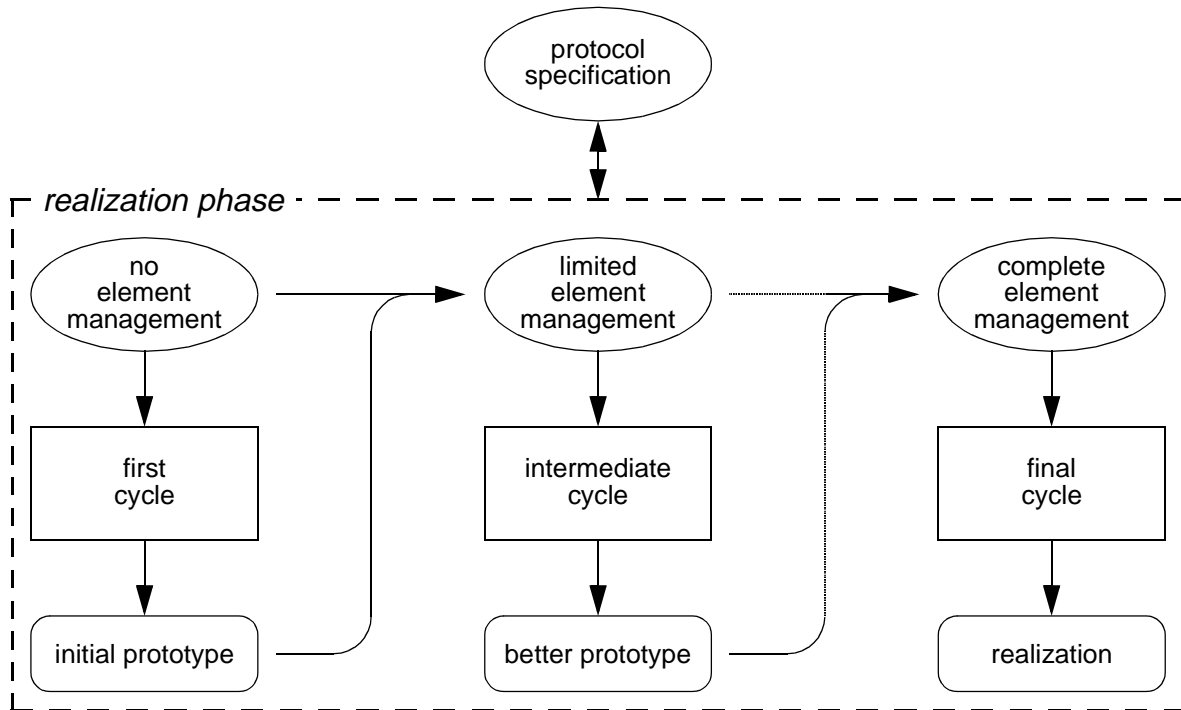 protocol
specification
realization phase
no
element
management
limited
element
management
complete
element
management
first
cycle
intermediate
cycle
final
cycle
initial prototype
better prototype
realization